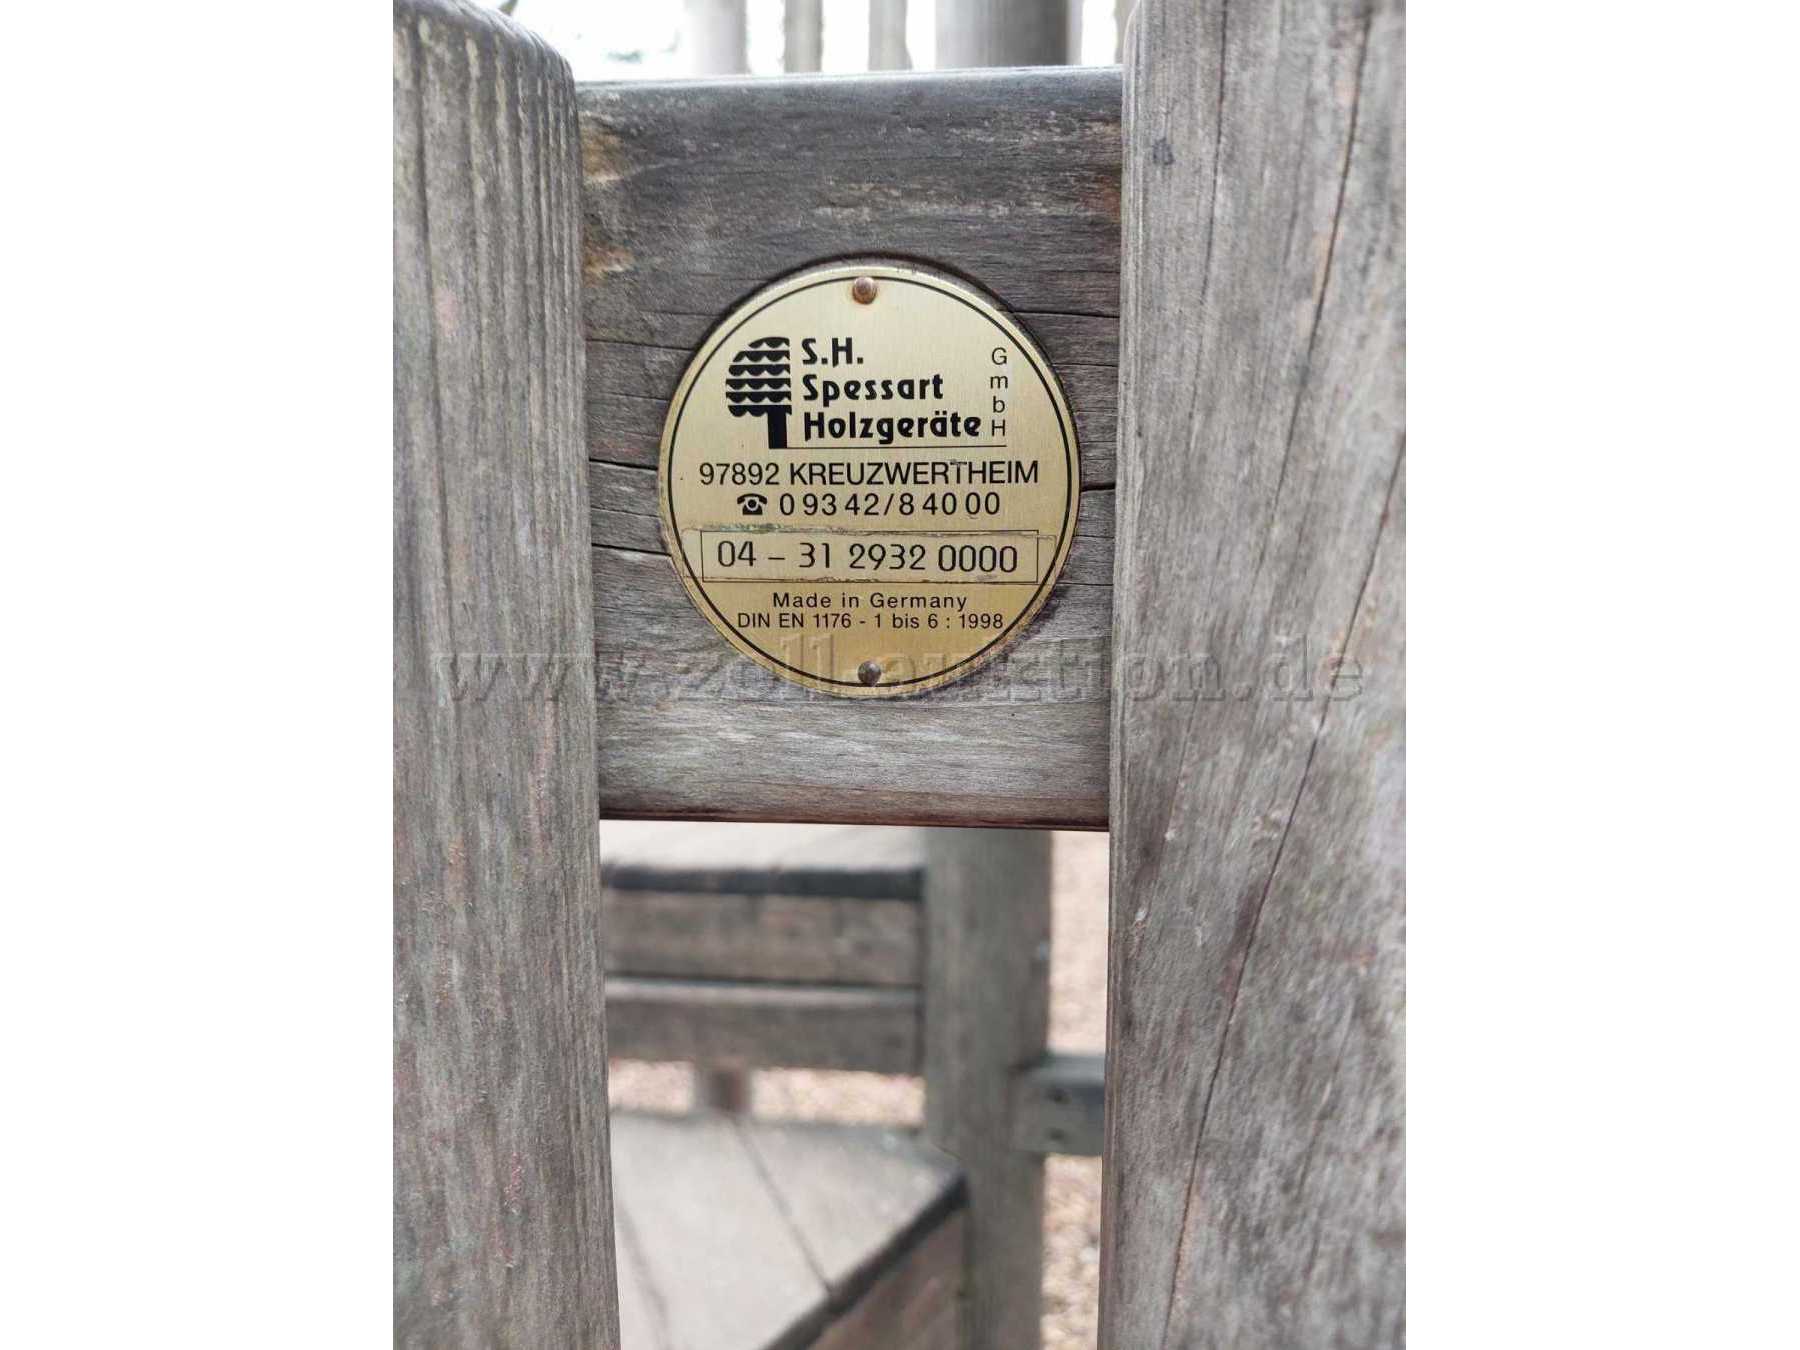 S.H.
Spessart
Holzgeräte
GmbH
97892 KREUZWERTHEIM
☎ 0 93 42/8 40 00
04 – 31 2932 0000
Made in Germany
DIN EN 1176 - 1 bis 6 : 1998
www.zoll-auktion.de